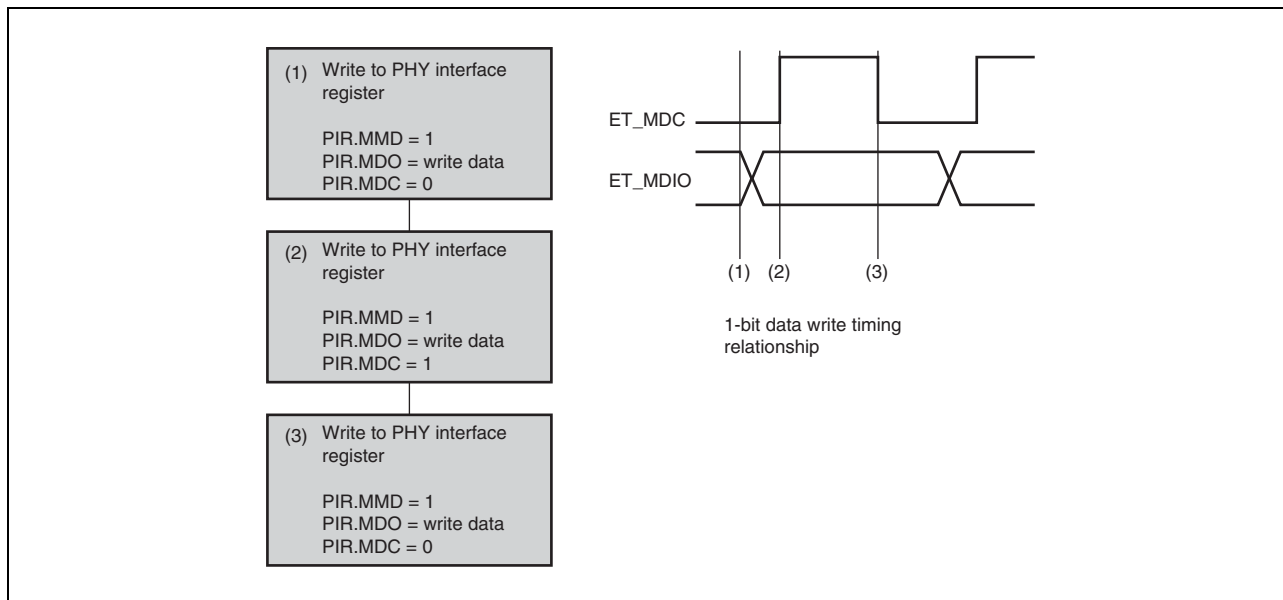 (1) Write to PHY interface
register
PIR.MMD = 1
PIR.MDO = write data
PIR.MDC = 0
(2) Write to PHY interface
register
PIR.MMD = 1
PIR.MDO = write data
PIR.MDC = 1
(3) Write to PHY interface
register
PIR.MMD = 1
PIR.MDO = write data
PIR.MDC = 0
ET_MDC
ET_MDIO
(1) (2) (3)
1-bit data write timing
relationship